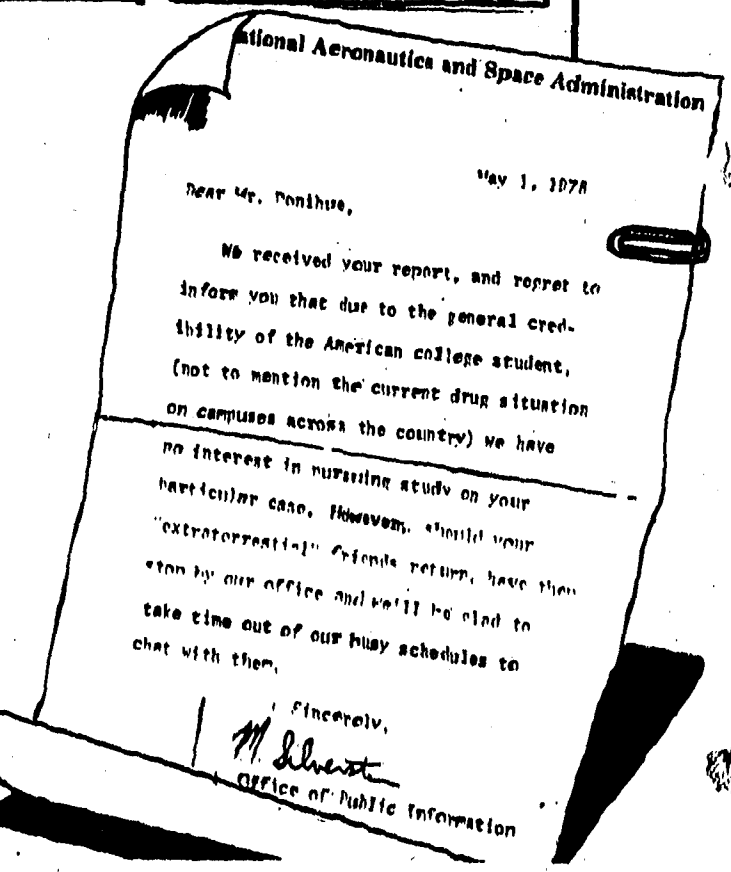 ational Aeronautics and Space Administration
May 1, 1978
Dear Mr. Donihue,
We received your report, and regret to
inform you that due to the general cred-
ibility of the American college student,
(not to mention the current drug situation
on campuses across the country) we have
no interest in pursuing study on your
particular case. However, should your
"extraterrestial" friends return, have them
stop by our office and we'll be glad to
take time out of our busy schedules to
chat with them.
Sincerely,
M. Silverstein
Office of Public Information